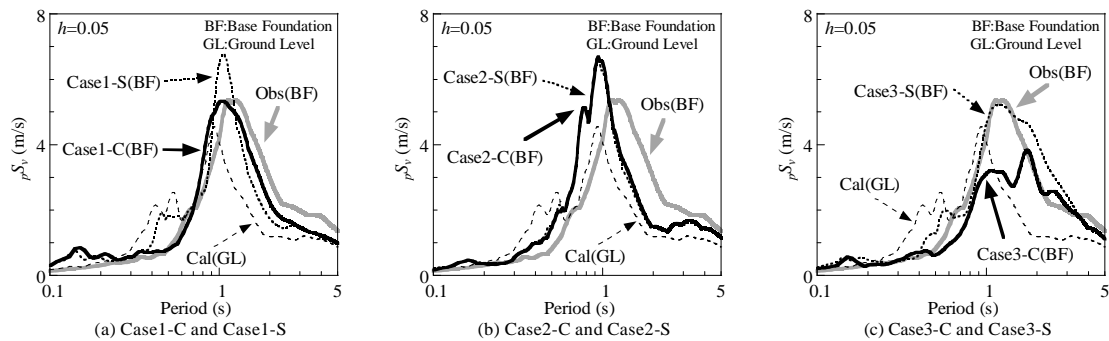 8
h=0.05
BF:Base Foundation
GL:Ground Level
Case1-S(BF)
Obs(BF)
Case1-C(BF)
Cal(GL)
4
0
pSv (m/s)
0.1
1
5
Period (s)
(a) Case1-C and Case1-S
8
h=0.05
BF:Base Foundation
GL:Ground Level
Case2-S(BF)
Obs(BF)
Case2-C(BF)
Cal(GL)
4
0
pSv (m/s)
0.1
1
5
Period (s)
(b) Case2-C and Case2-S
8
h=0.05
BF:Base Foundation
GL:Ground Level
Obs(BF)
Case3-S(BF)
Cal(GL)
Case3-C(BF)
4
0
pSv (m/s)
0.1
1
5
Period (s)
(c) Case3-C and Case3-S